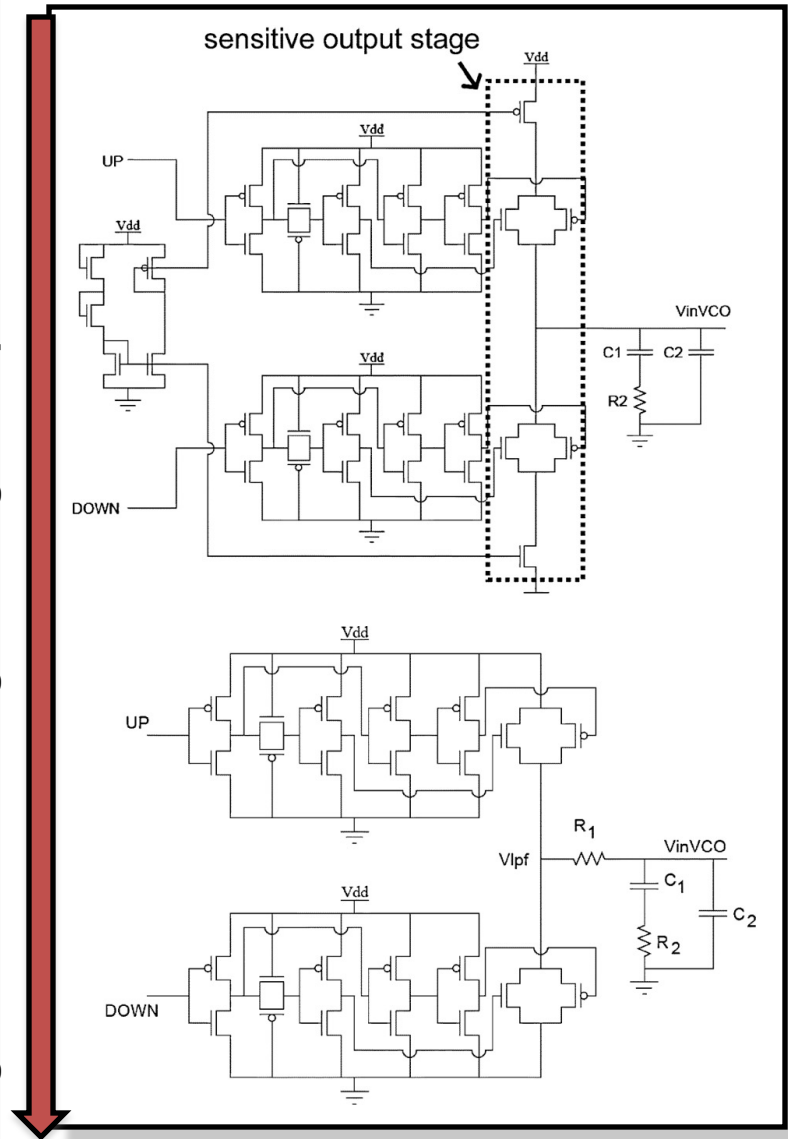 sensitive output stage
Vdd
Vdd
UP
Vdd
VinVCO
C1
C2
R2
Vdd
DOWN
Vdd
UP
R1
Vlpf
VinVCO
C1
C2
R2
Vdd
DOWN